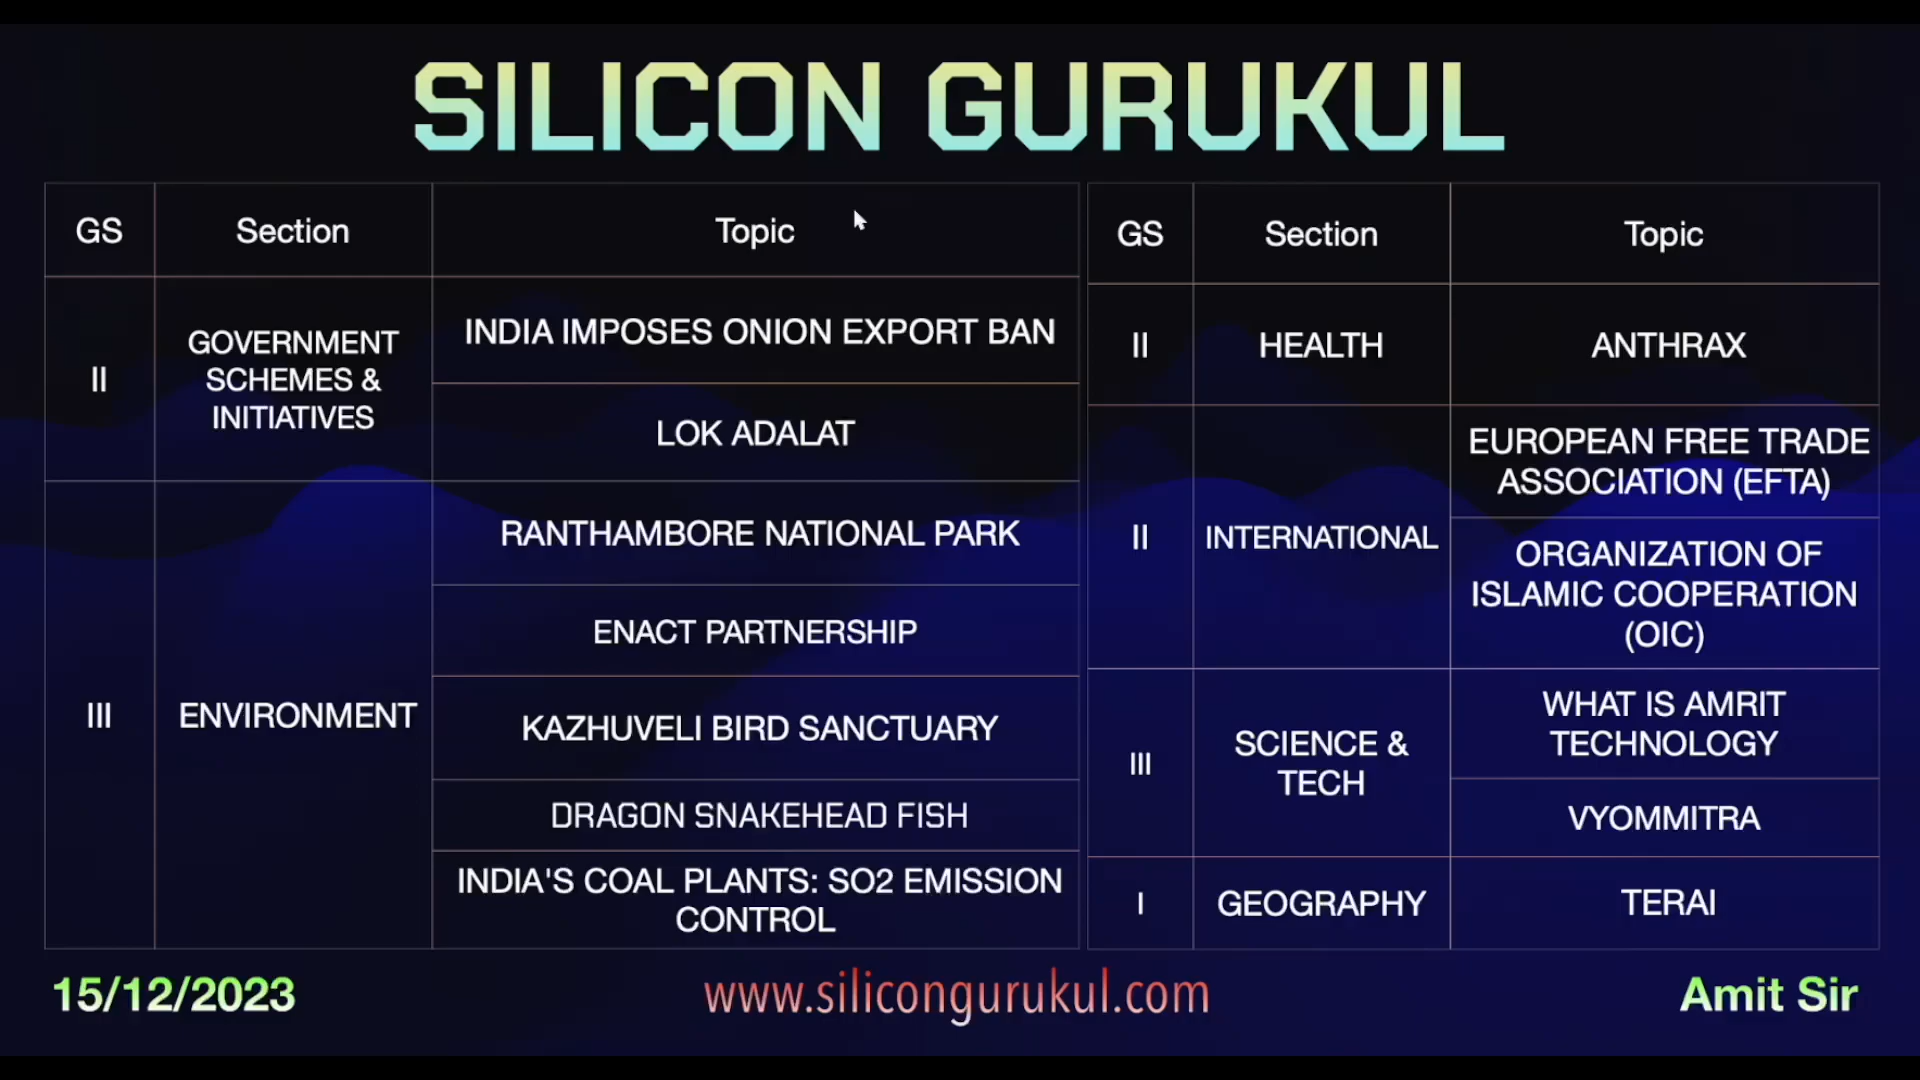 SILICON GURUKUL
GS
Section
Topic
II
GOVERNMENT
SCHEMES &
INITIATIVES
INDIA IMPOSES ONION EXPORT BAN
LOK ADALAT
III
ENVIRONMENT
RANTHAMBORE NATIONAL PARK
ENACT PARTNERSHIP
KAZHUVELI BIRD SANCTUARY
DRAGON SNAKEHEAD FISH
INDIA'S COAL PLANTS: SO2 EMISSION
CONTROL
GS
Section
Topic
II
HEALTH
ANTHRAX
II
INTERNATIONAL
EUROPEAN FREE TRADE
ASSOCIATION (EFTA)
ORGANIZATION OF
ISLAMIC COOPERATION
(OIC)
III
SCIENCE &
TECH
WHAT IS AMRIT
TECHNOLOGY
VYOMMITRA
I
GEOGRAPHY
TERAI
15/12/2023
www.silicongurukul.com
Amit Sir